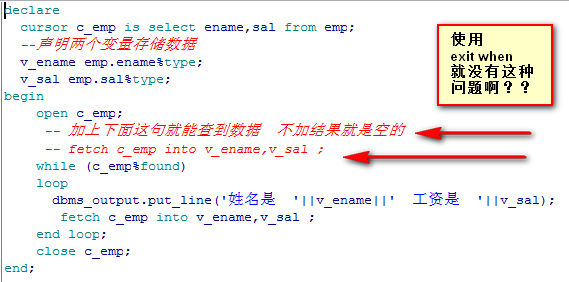 declare
cursor c_emp is select ename,sal from emp;
--声明两个变量存储数据
v_ename emp.ename%type;
v_sal emp.sal%type;
begin
open c_emp;
-- 加上下面这句就能查到数据 不加结果就是空的
-- fetch c_emp into v_ename,v_sal ;
while (c_emp%found)
loop
dbms_output.put_line('姓名是 '||v_ename||' 工资是 '||v_sal);
fetch c_emp into v_ename,v_sal ;
end loop;
close c_emp;
end;
使用
exit when
就没有这种
问题啊？？